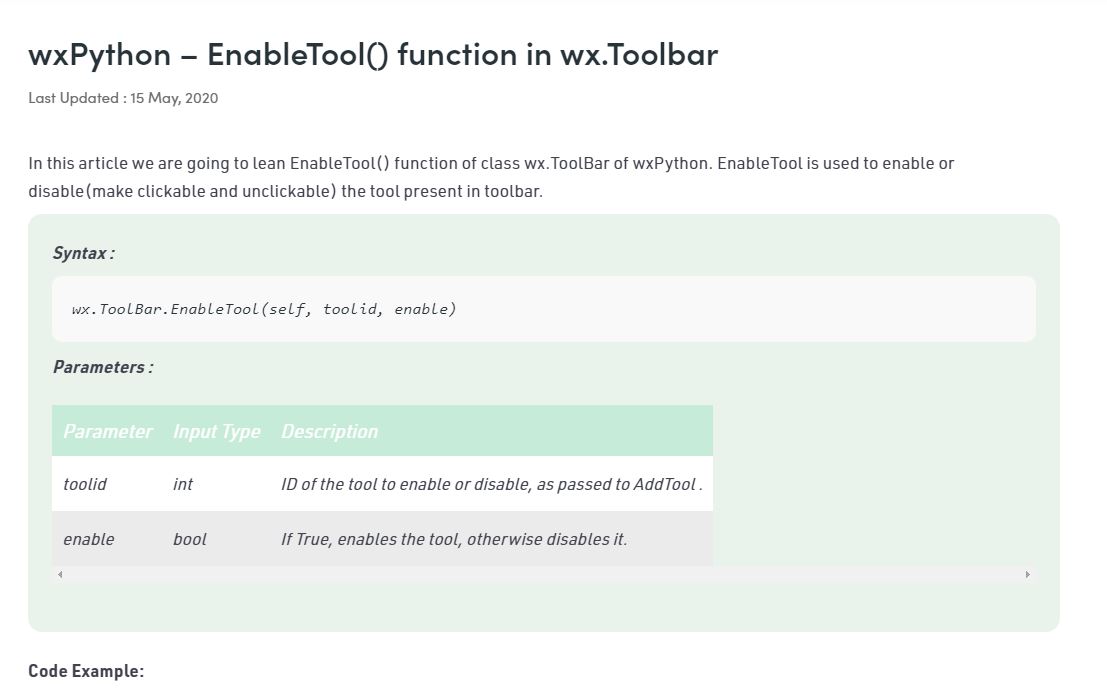 wxPython – EnableTool() function in wx.Toolbar
Last Updated : 15 May, 2020
In this article we are going to lean EnableTool() function of class wx.ToolBar of wxPython. EnableTool is used to enable or
disable(make clickable and unclickable) the tool present in toolbar.
Syntax :
wx.ToolBar.EnableTool(self, toolid, enable)
Parameters :
Parameter Input Type Description
toolid int ID of the tool to enable or disable, as passed to AddTool .
enable bool If True, enables the tool, otherwise disables it.
Code Example: